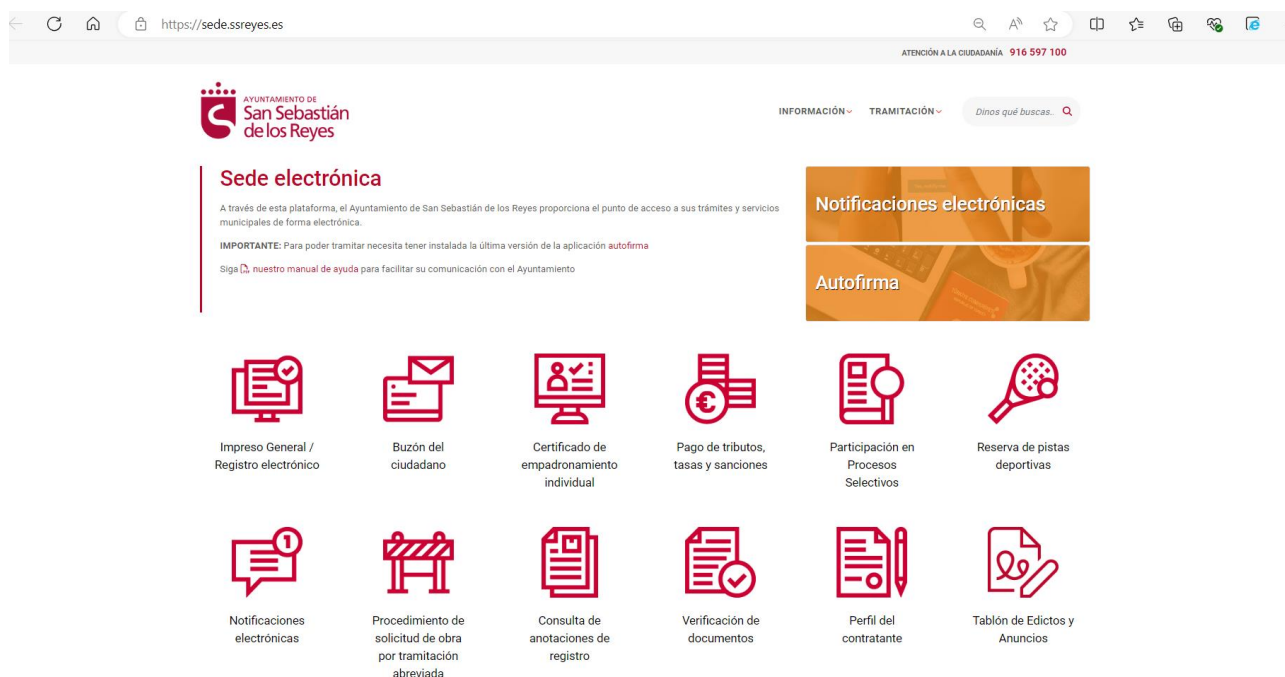 https://sede.ssreyes.es
ATENCIÓN A LA CIUDADANÍA 916 597 100
AYUNTAMIENTO DE
San Sebastián
de los Reyes
INFORMACIÓN
TRAMITACIÓN
Dinos qué buscas..
Sede electrónica
A través de esta plataforma, el Ayuntamiento de San Sebastián de los Reyes proporciona el punto de acceso a sus trámites y servicios
municipales de forma electrónica.
IMPORTANTE: Para poder tramitar necesita tener instalada la última versión de la aplicación autofirma
Siga nuestro manual de ayuda para facilitar su comunicación con el Ayuntamiento
Notificaciones electrónicas
Autofirma
Impreso General /
Registro electrónico
Buzón del
ciudadano
Certificado de
empadronamiento
individual
Pago de tributos,
tasas y sanciones
Participación en
Procesos
Selectivos
Reserva de pistas
deportivas
1
Notificaciones
electrónicas
Procedimiento de
solicitud de obra
por tramitación
abreviada
Consulta de
anotaciones de
registro
Verificación de
documentos
Perfil del
contratante
Tablón de Edictos y
Anuncios